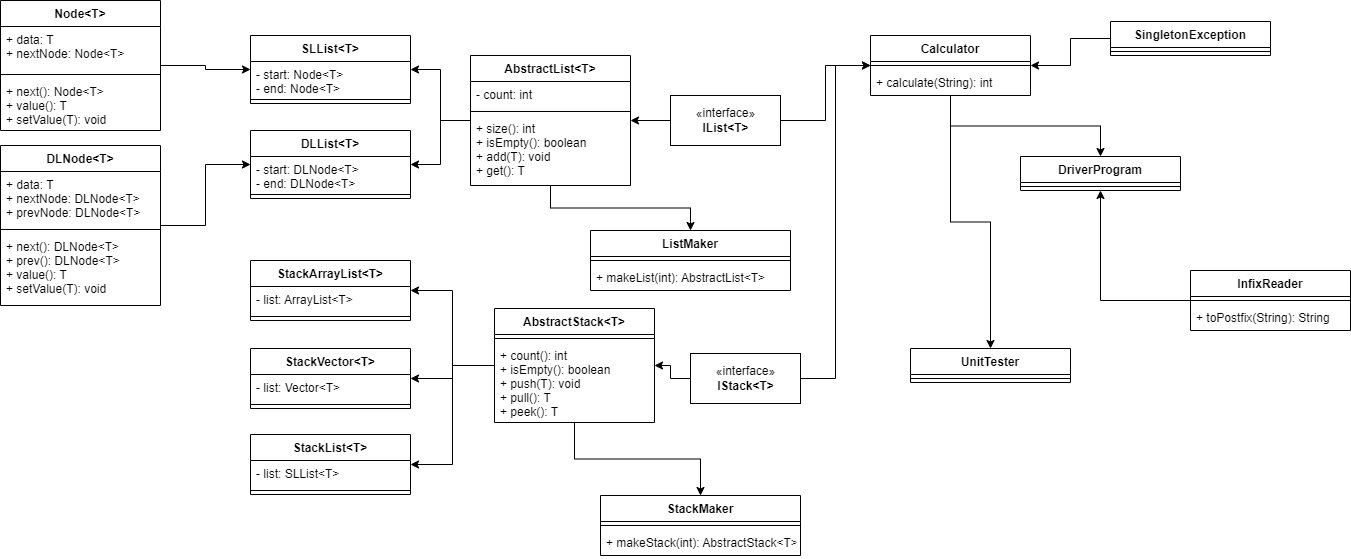 Node<T>
+ data: T
+ nextNode: Node<T>
+ next(): Node<T>
+ value(): T
+ setValue(T): void
DLNode<T>
+ data: T
+ nextNode: DLNode<T>
+ prevNode: DLNode<T>
+ next(): DLNode<T>
+ prev(): DLNode<T>
+ value(): T
+ setValue(T): void
SLList<T>
- start: Node<T>
- end: Node<T>
DLList<T>
- start: DLNode<T>
- end: DLNode<T>
StackArrayList<T>
- list: ArrayList<T>
StackVector<T>
- list: Vector<T>
StackList<T>
- list: SLList<T>
AbstractList<T>
- count: int
+ size(): int
+ isEmpty(): boolean
+ add(T): void
+ get(): T
ListMaker
+ makeList(int): AbstractList<T>
AbstractStack<T>
+ count(): int
+ isEmpty(): boolean
+ push(T): void
+ pull(): T
+ peek(): T
StackMaker
+ makeStack(int): AbstractStack<T>
«interface»
IList<T>
«interface»
IStack<T>
Calculator
+ calculate(String): int
SingletonException
DriverProgram
InfixReader
+ toPostfix(String): String
UnitTester